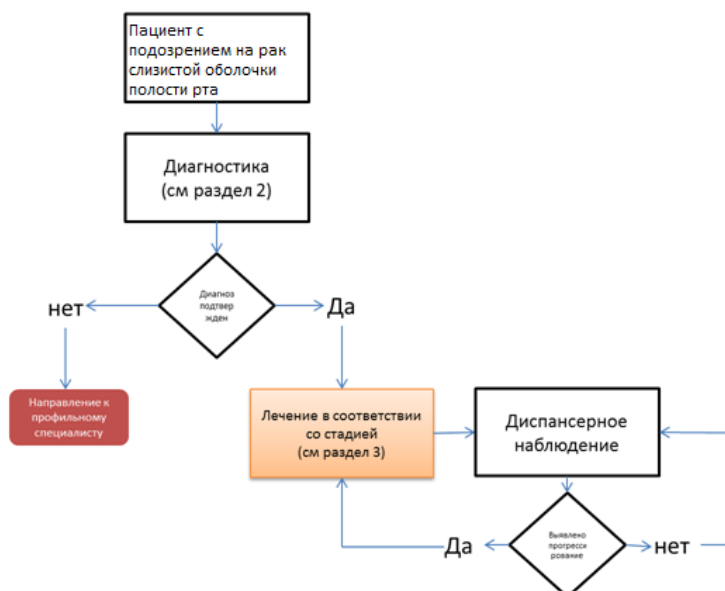 Пациент с
подозрением на рак
слизистой оболочки
полости рта
Диагностика
(см раздел 2)
Диагноз
подтвер
жден
нет
Да
Направление к
профильному
специалисту
Лечение в соответствии
со стадией
(см раздел 3)
Диспансерное
наблюдение
Выявлено
прогресси
рование
Да
нет